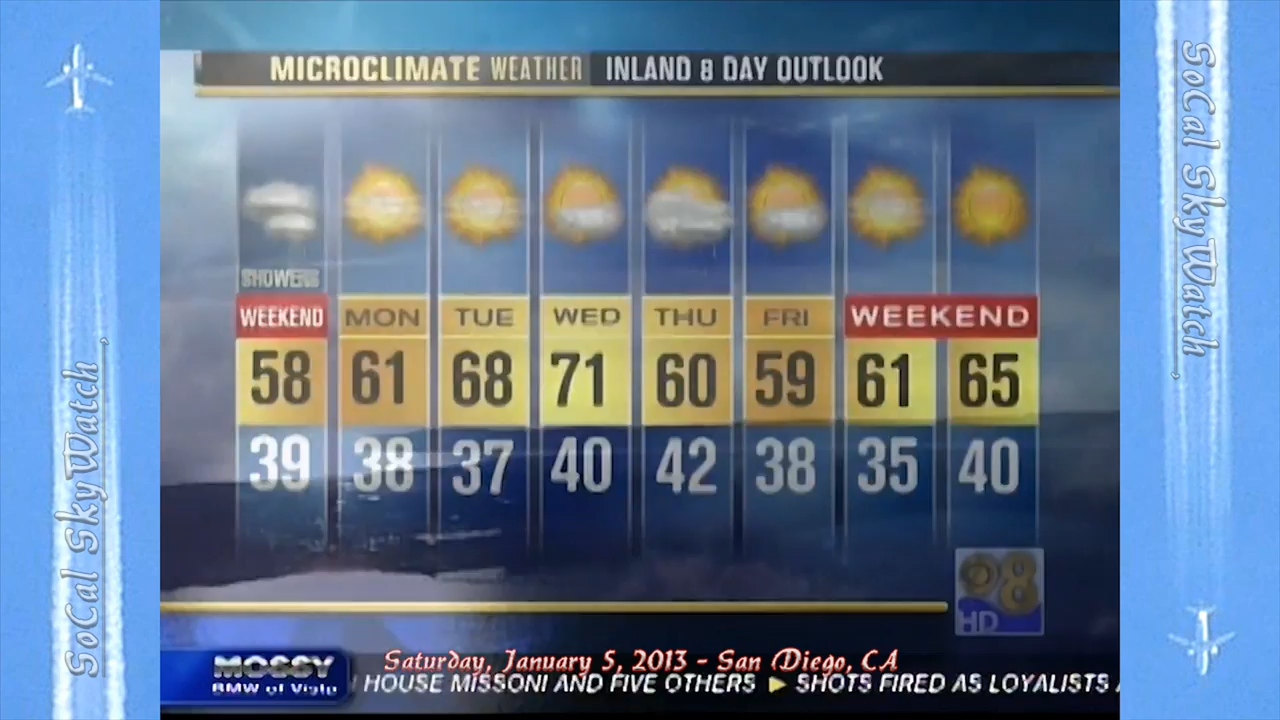 MICROCLIMATE WEATHER INLAND 8 DAY OUTLOOK
SHOWERS
WEEKEND MON TUE WED THU FRI WEEKEND
58 61 68 71 60 59 61 65
39 38 37 40 42 38 35 40
8
HD
MOSSY
BMW of Vista
Saturday, January 5, 2013 - San Diego, CA
HOUSE MISSONI AND FIVE OTHERS ► SHOTS FIRED AS LOYALISTS
SoCal SkyWatch
SoCal SkyWatch